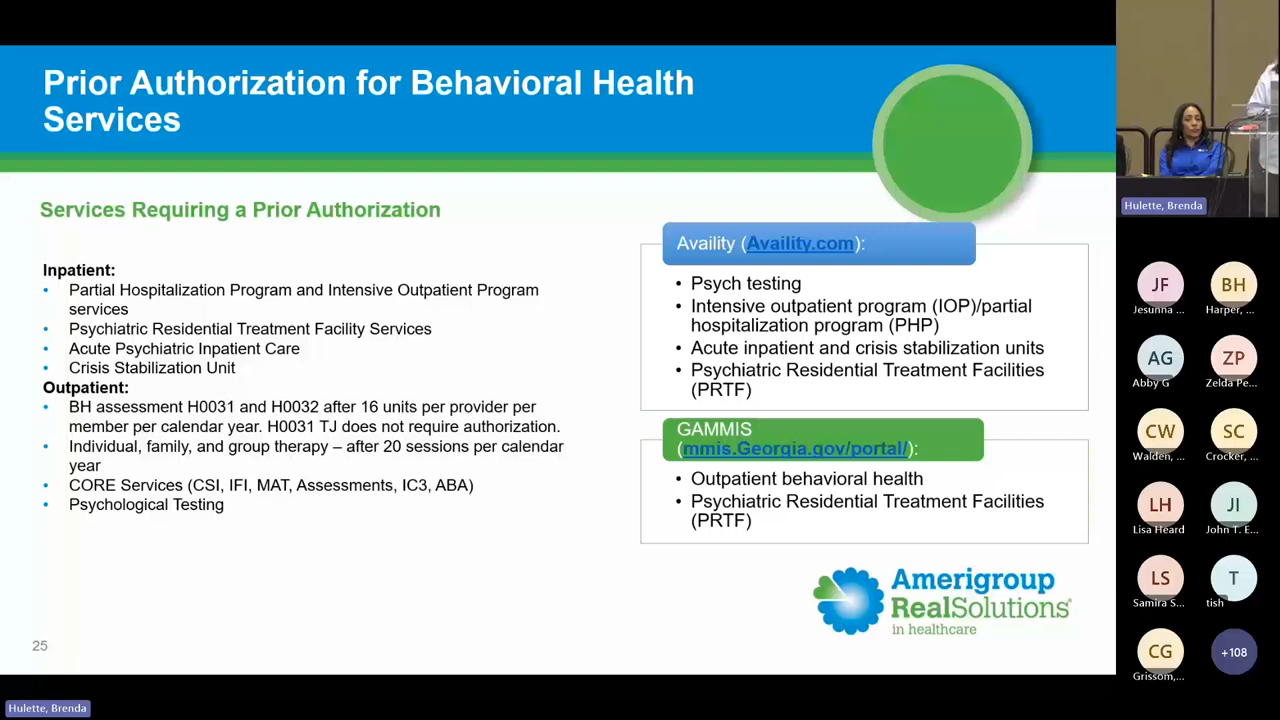 Prior Authorization for Behavioral Health
Services
Services Requiring a Prior Authorization
Inpatient:
• Partial Hospitalization Program and Intensive Outpatient Program
services
• Psychiatric Residential Treatment Facility Services
• Acute Psychiatric Inpatient Care
• Crisis Stabilization Unit
Outpatient:
• BH assessment H0031 and H0032 after 16 units per provider per
member per calendar year. H0031 TJ does not require authorization.
• Individual, family, and group therapy – after 20 sessions per calendar
year
• CORE Services (CSI, IFI, MAT, Assessments, IC3, ABA)
• Psychological Testing
Availity (Availity.com):
• Psych testing
• Intensive outpatient program (IOP)/partial
hospitalization program (PHP)
• Acute inpatient and crisis stabilization units
• Psychiatric Residential Treatment Facilities
(PRTF)
GAMMIS
(mmis.Georgia.gov/portal/):
• Outpatient behavioral health
• Psychiatric Residential Treatment Facilities
(PRTF)
Amerigroup
RealSolutions®
in healthcare
25
Hulette, Brenda
Hulette, Brenda
JF
BH
Jesunna ...
Harper, ...
AG
ZP
Abby G
Zelda Pe...
CW
SC
Walden, ...
Crocker, ...
LH
JI
Lisa Heard
John T. E...
LS
T
Samira S...
tish
CG
+108
Grissom,...